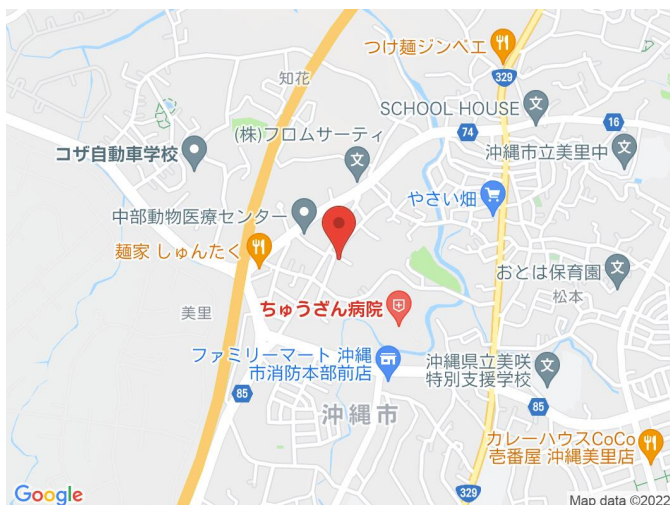 つけ麺ジンベエ
329
知花
SCHOOL HOUSE
74
16
(株)フロムサーティ
コザ自動車学校
沖縄市立美里中
やさい畑
中部動物医療センター
麺家 しゅんたく
おとは保育園
松本
美里
ちゅうざん病院
ファミリーマート 沖縄
市消防本部前店
沖縄県立美咲
特別支援学校
85
85
沖縄市
カレーハウスCoCo
壱番屋 沖縄美里店
329
Google
Map data ©2022